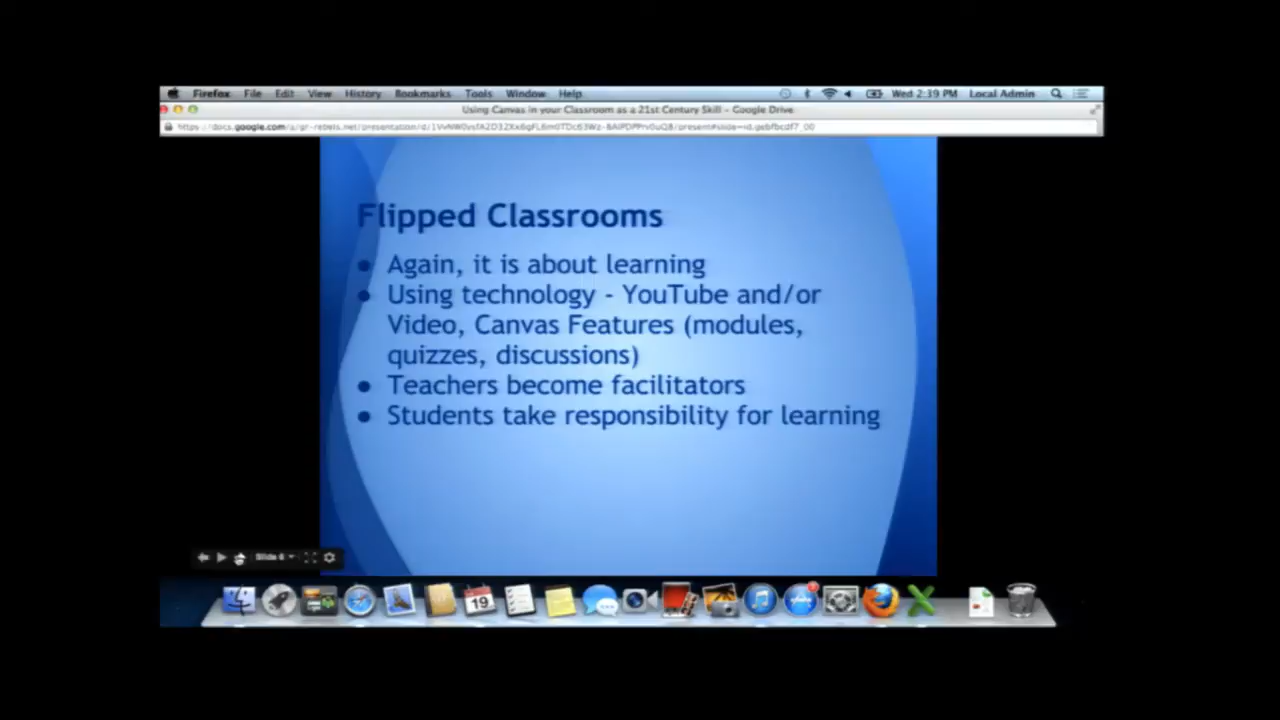 Firefox File Edit View History Bookmarks Tools Window Help Wed 2:39 PM Local Admin
Using Canvas in your Classroom as a 21st Century Skill – Google Drive
Flipped Classrooms
● Again, it is about learning
● Using technology - YouTube and/or
Video, Canvas Features (modules,
quizzes, discussions)
● Teachers become facilitators
● Students take responsibility for learning
19